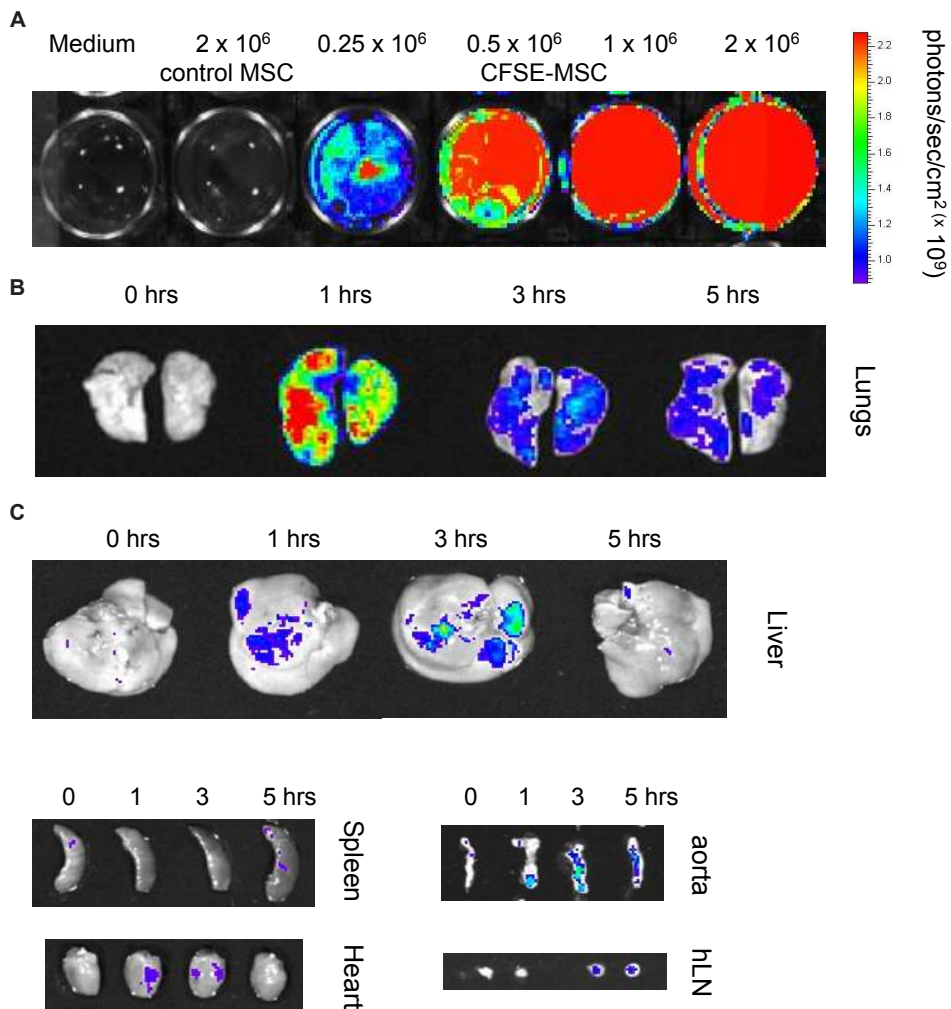 A
Medium 2 x 10⁶ 0.25 x 10⁶ 0.5 x 10⁶ 1 x 10⁶ 2 x 10⁶
control MSC CFSE-MSC
2.2
1.8
1.6
1.4
1.2
1.0
photons/sec/cm² (x 10⁹)
B
0 hrs 1 hrs 3 hrs 5 hrs
Lungs
C
0 hrs 1 hrs 3 hrs 5 hrs
Liver
0 1 3 5 hrs
Spleen
0 1 3 5 hrs
aorta
Heart
hLN